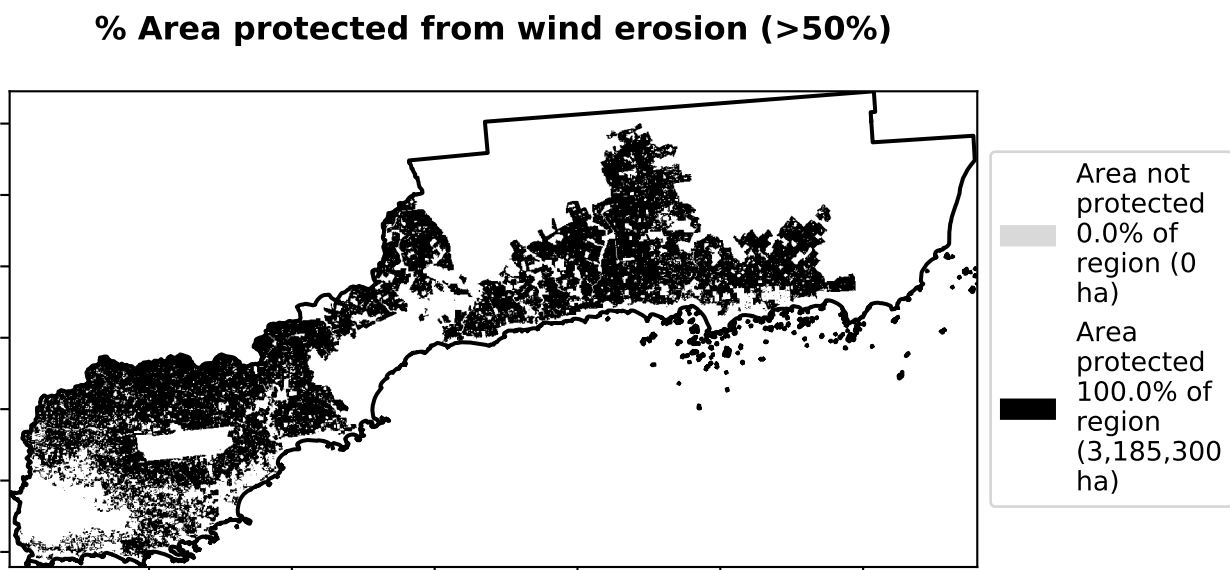 % Area protected from wind erosion (>50%)
Area not
protected
0.0% of
region (0
ha)
Area
protected
100.0% of
region
(3,185,300
ha)